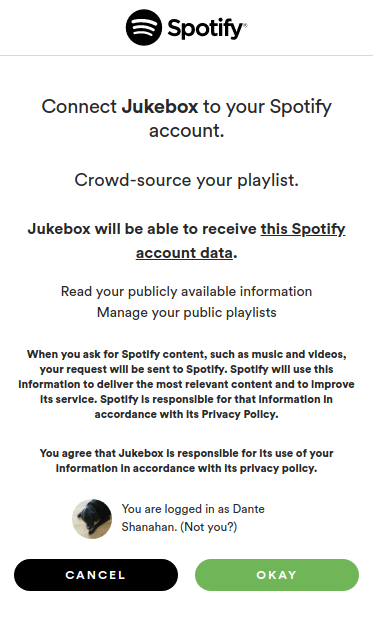 Spotify®
Connect Jukebox to your Spotify
account.
Crowd-source your playlist.
Jukebox will be able to receive this Spotify
account data.
Read your publicly available information
Manage your public playlists
When you ask for Spotify content, such as music and videos,
your request will be sent to Spotify. Spotify will use this
information to deliver the most relevant content and to improve
its service. Spotify is responsible for that information in
accordance with its Privacy Policy.
You agree that Jukebox is responsible for its use of your
information in accordance with its privacy policy.
You are logged in as Dante
Shanahan. (Not you?)
CANCEL
OKAY